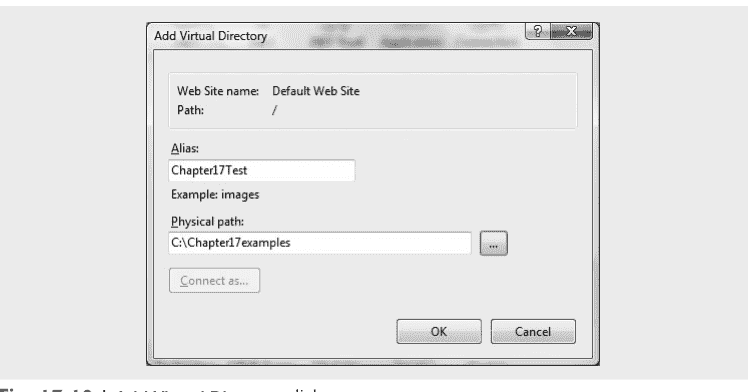 Add Virtual Directory
Web Site name: Default Web Site
Path: /
Alias:
Chapter17Test
Example: images
Physical path:
C:\Chapter17examples
...
Connect as...
OK Cancel